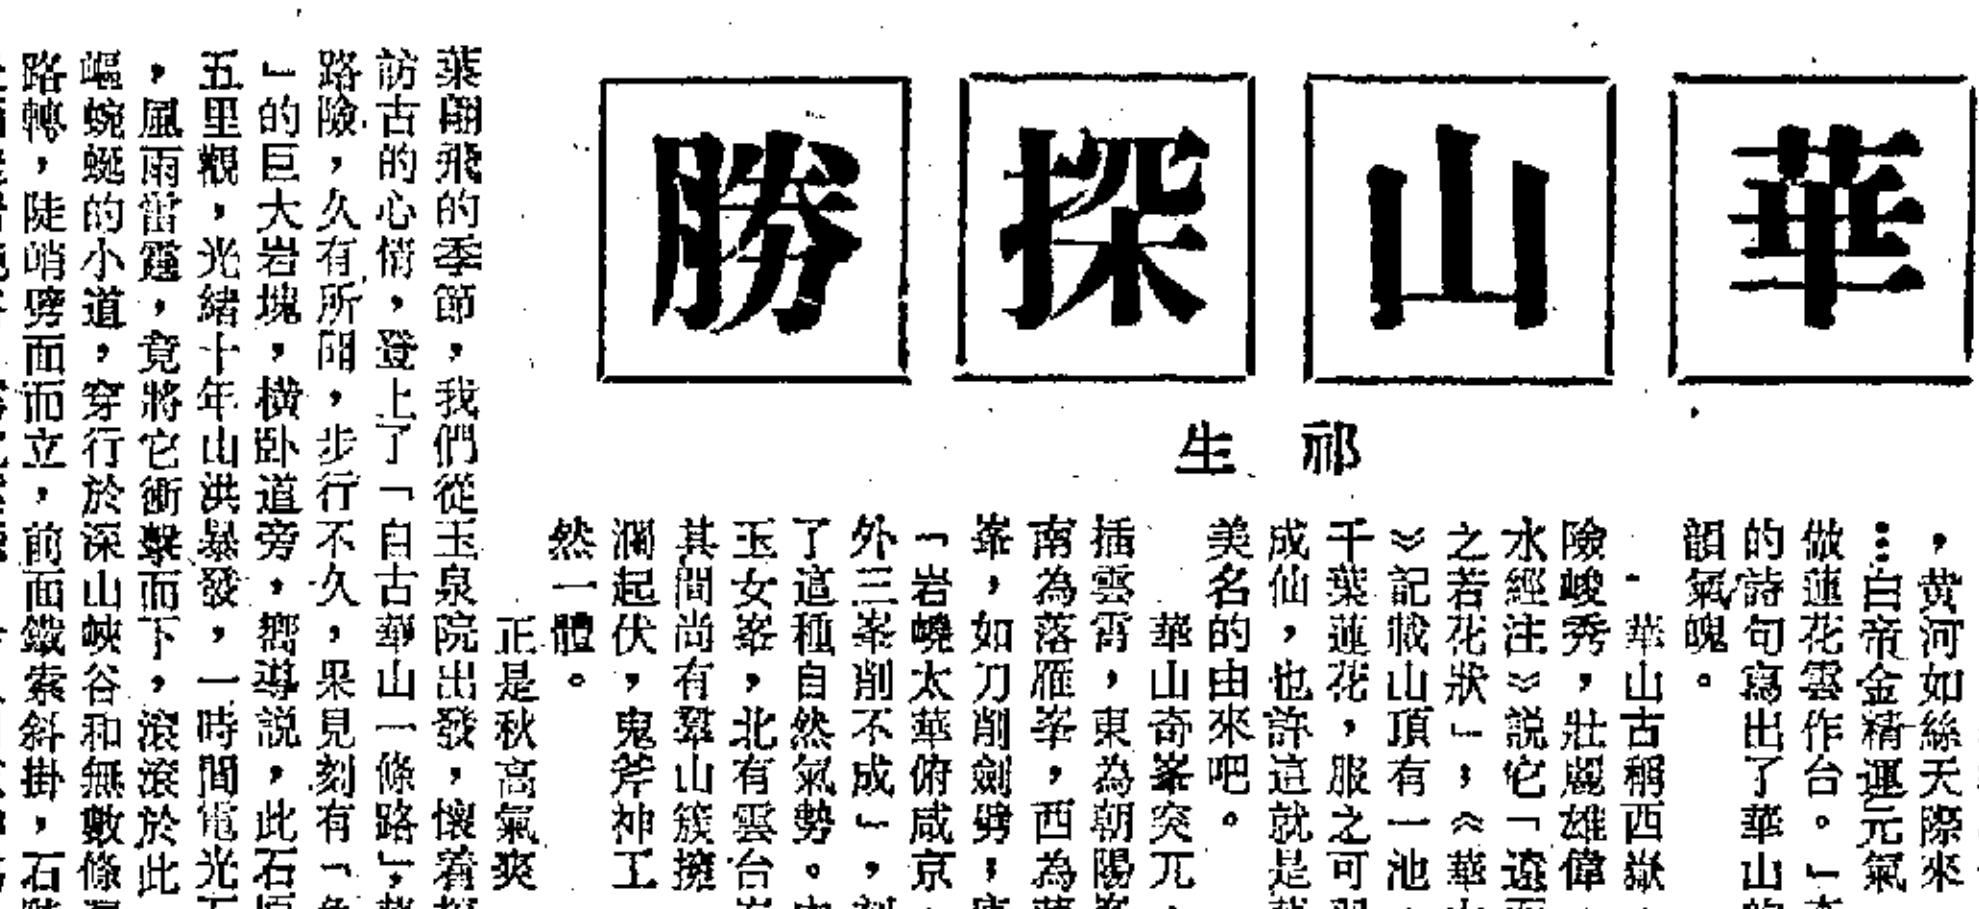 華山探勝
祁生
，黄河如絲天際來
⋯白帝金精運元氣
做蓮花雲作台。」
的詩句寫出了華山
韻氣魄。
華山古稱西嶽
險峻秀，壯麗雄偉
水經注》説它「遠
之若花狀」，《華
》記載山頂有一池
千葉蓮花，服之可
成仙，也許這就是
美名的由來吧。
華山奇峯突兀
插雲霄，東為朝陽
南為落雁峯，西為
峯，如刀削劍劈；
「岩嶢太華俯咸京
外三峯削不成」，
了這種自然氣勢。
玉女峯，北有雲台
其間尚有羣山簇擁
瀾起伏，鬼斧神工
然一體。
正是秋高氣爽
葉翩飛的季節，我們從玉泉院出發，懷着
訪古的心情，登上了「自古華山一條路」，
路險，久有所聞，步行不久，果見刻有「
」的巨大岩塊，横卧道旁，嚮導説，此石
五里觀，光緒十年山洪暴發，一時間電光
，風雨雷霆，竟將它衝擊而下，滾滾於此
嶇蜿蜒的小道，穿行於深山峽谷和無數條
路轉，陡峭劈面而立，前面鐵索斜掛，石